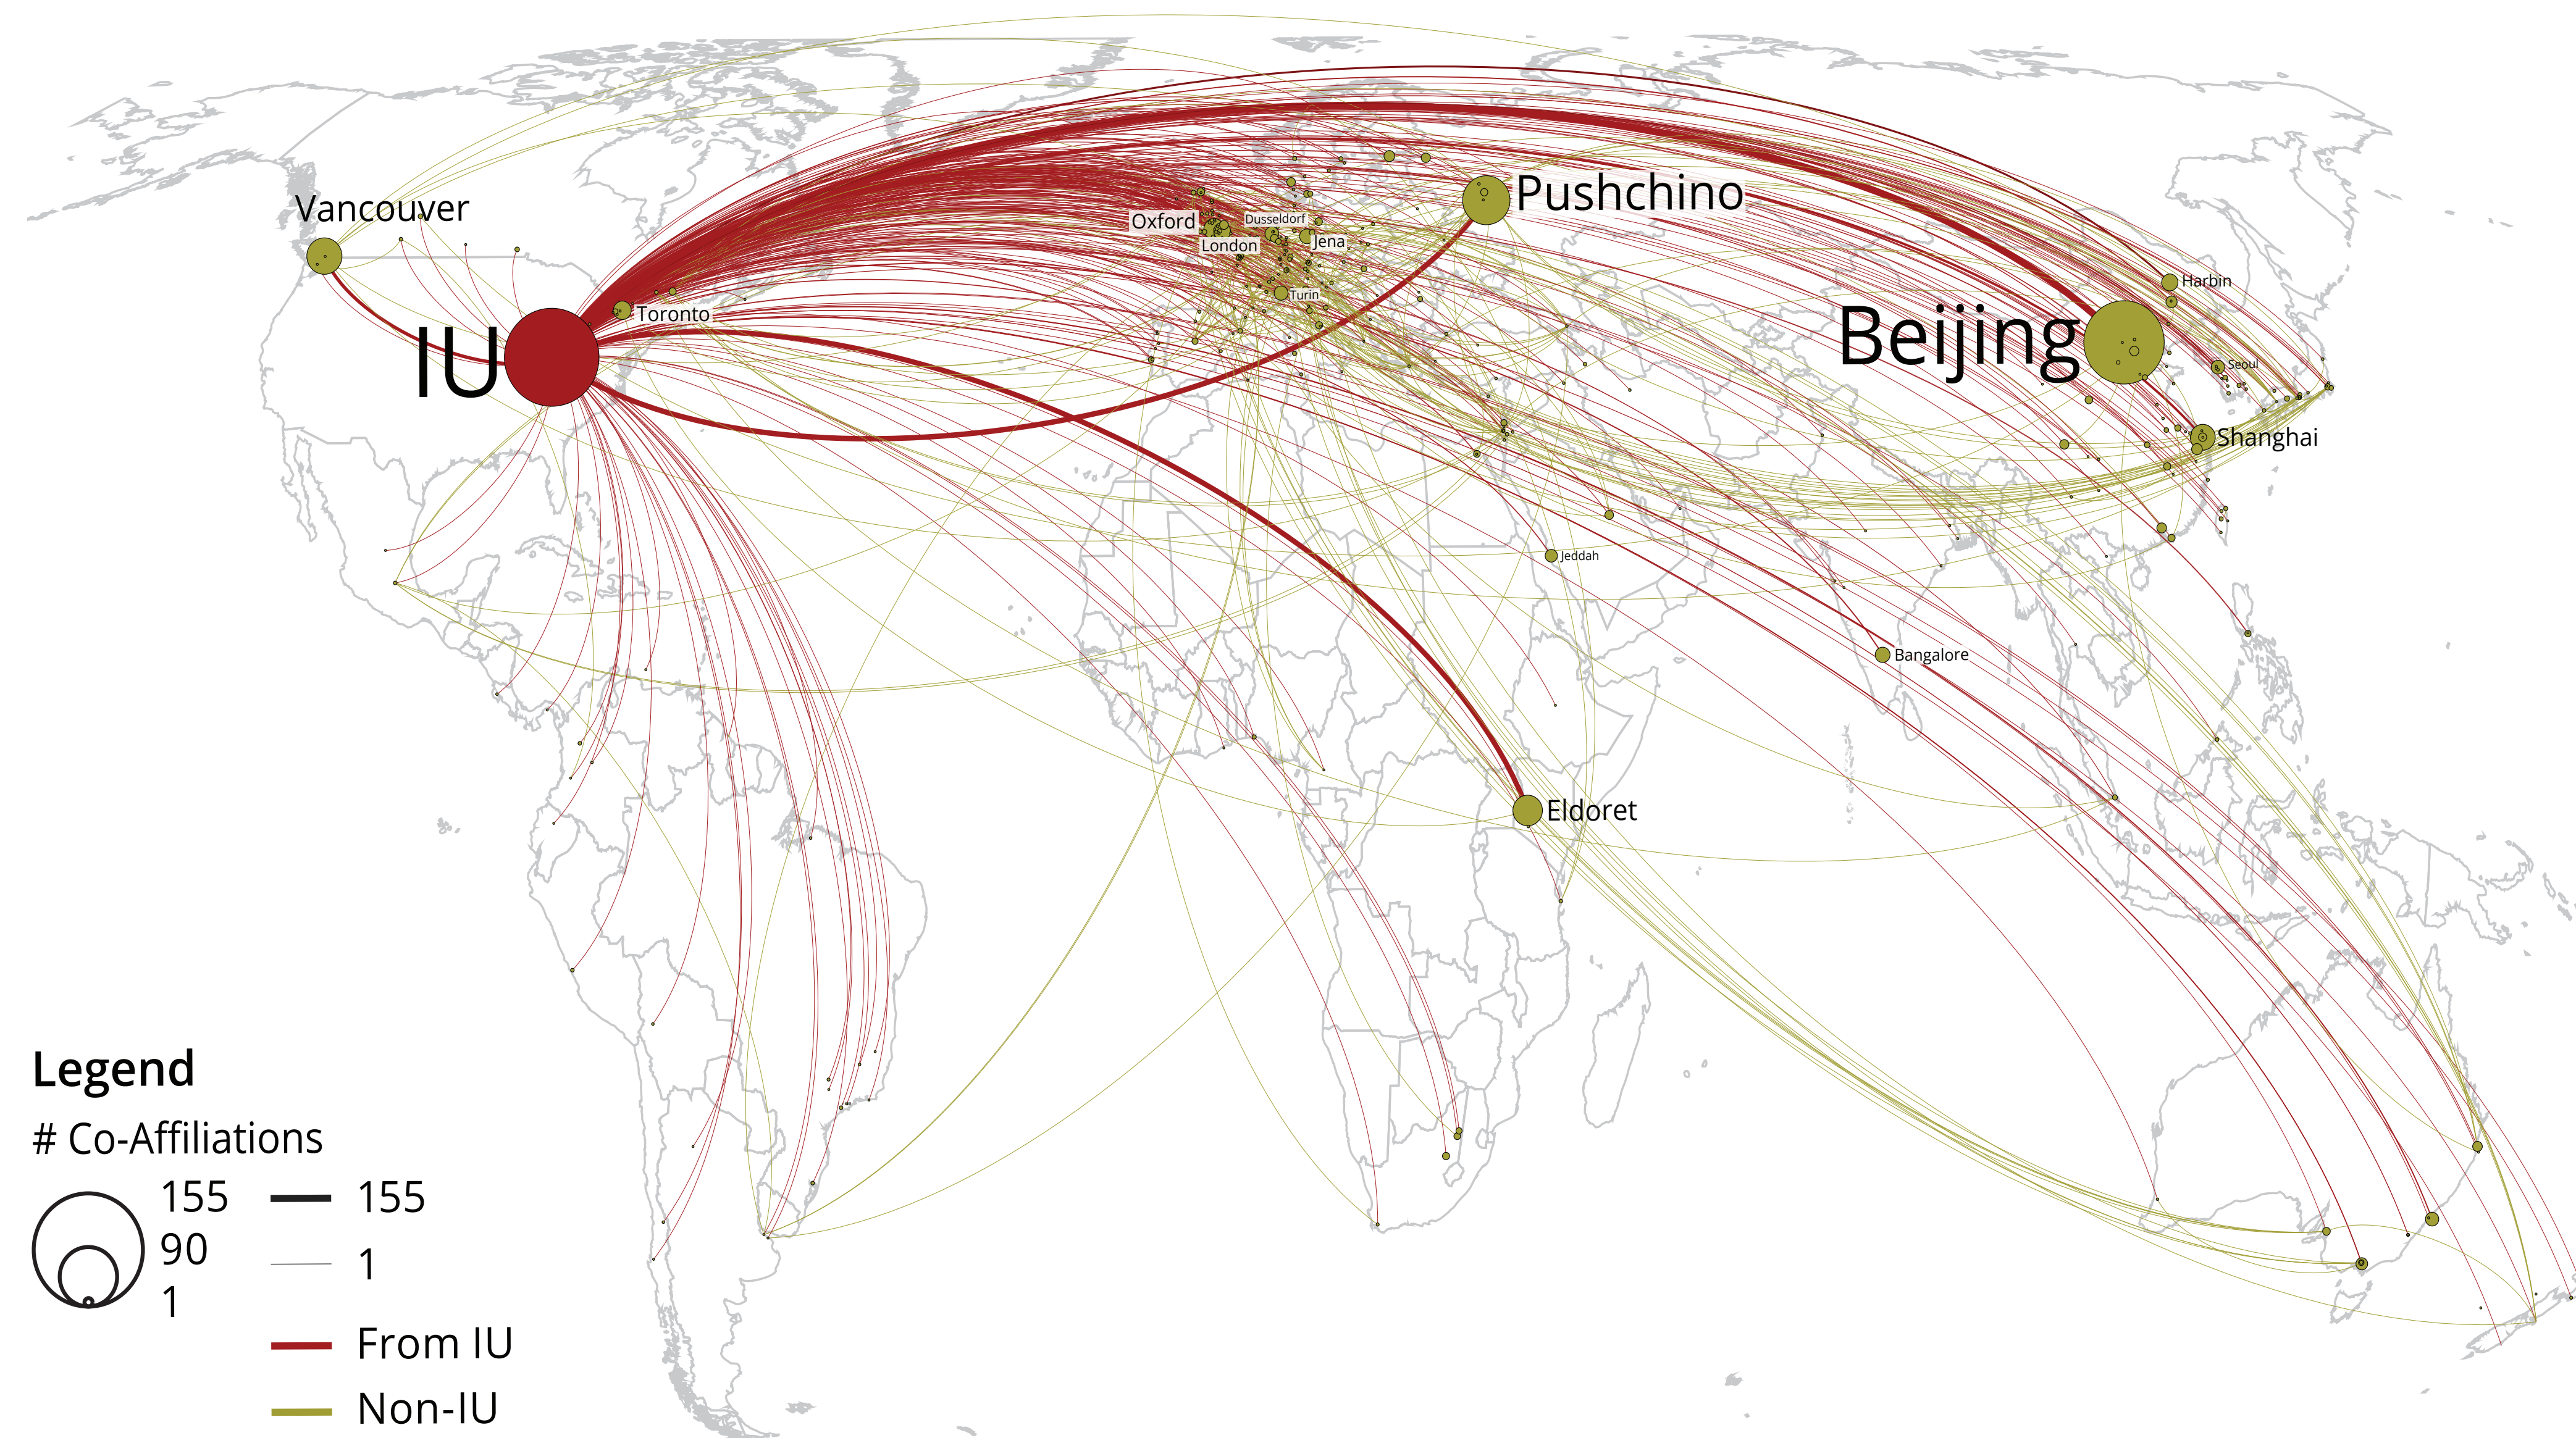 Vancouver
Pushchino
Oxford
Dusseldorf
London
Jena
Harbin
Turin
Toronto
IU
Beijing
Seoul
Shanghai
Jeddah
Bangalore
Eldoret
Legend
# Co-Affiliations
155
90
1
155
1
From IU
Non-IU